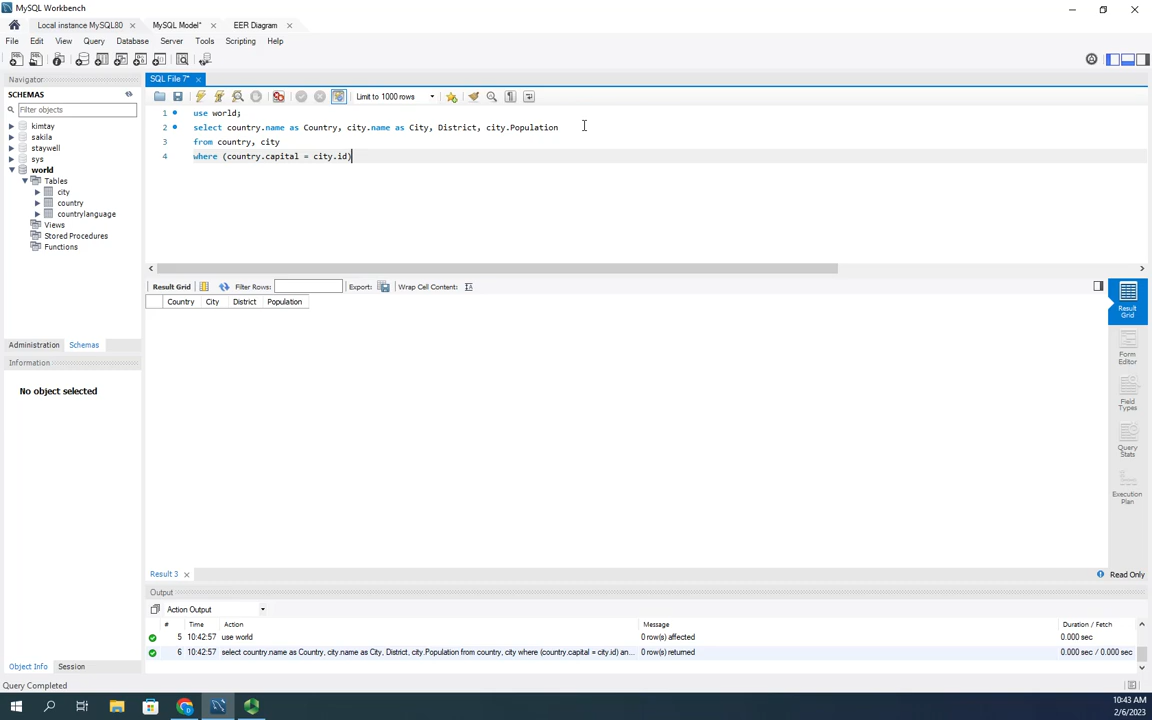 MySQL Workbench
Local instance MySQL80
MySQL Model*
EER Diagram
File Edit View Query Database Server Tools Scripting Help
Navigator
SQL File 7*
SCHEMAS
Limit to 1000 rows
Filter objects
kimtay
sakila
staywell
sys
world
Tables
city
country
countrylanguage
Views
Stored Procedures
Functions
1 use world;
2 select country.name as Country, city.name as City, District, city.Population
3 from country, city
4 where (country.capital = city.id)
Result Grid Filter Rows: Export: Wrap Cell Content:
Country City District Population
Result Grid
Form Editor
Field Types
Query Stats
Execution Plan
Administration Schemas
Information
No object selected
Result 3
Read Only
Output
Action Output
# Time Action Message Duration / Fetch
5 10:42:57 use world 0 row(s) affected 0.000 sec
6 10:42:57 select country.name as Country, city.name as City, District, city.Population from country, city where (country.capital = city.id) an... 0 row(s) returned 0.000 sec / 0.000 sec
Object Info Session
Query Completed
10:43 AM
2/6/2023